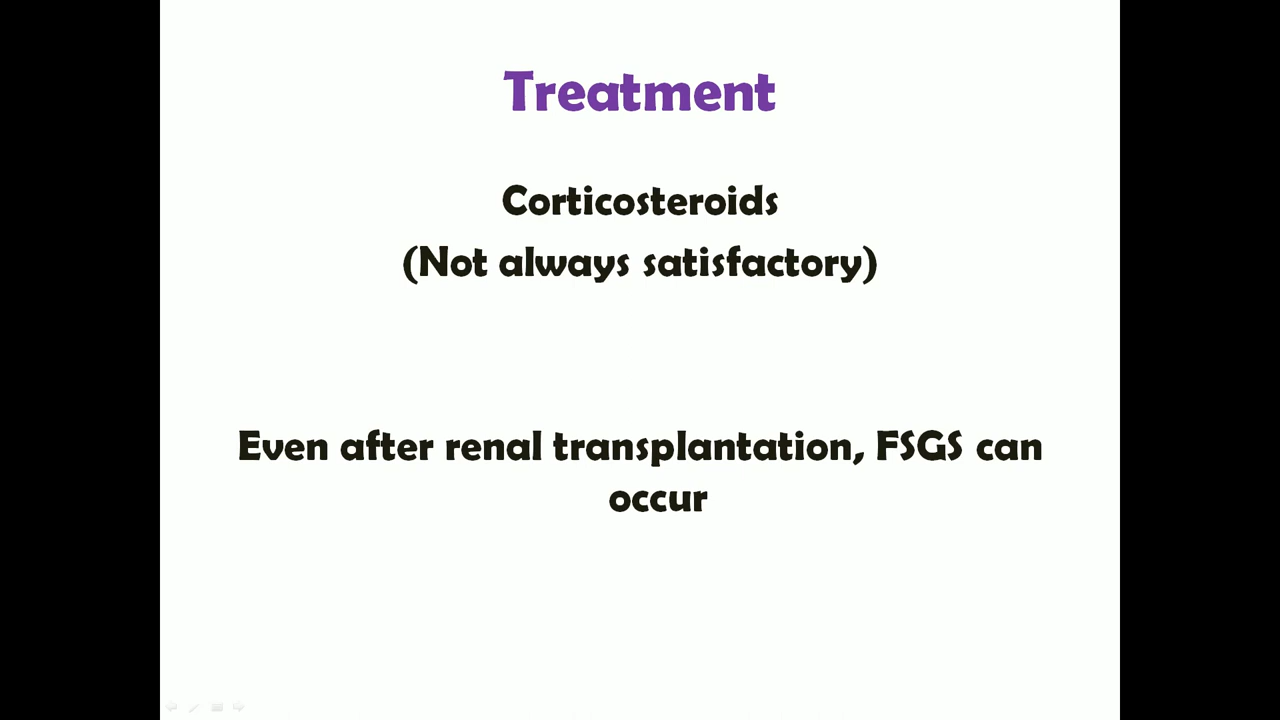 Treatment
Corticosteroids
(Not always satisfactory)
Even after renal transplantation, FSGS can
occur